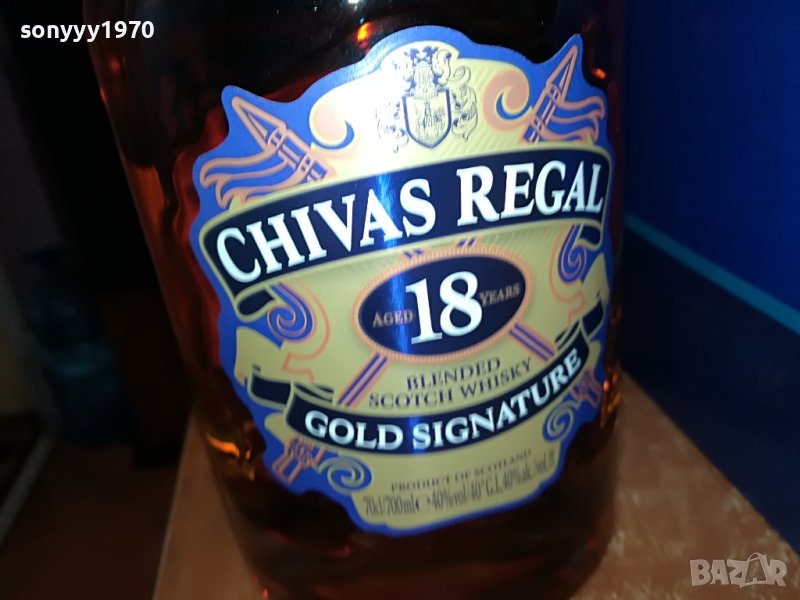 sonyyy1970
CHIVAS REGAL
AGED 18 YEARS
BLENDED
SCOTCH WHISKY
GOLD SIGNATURE
PRODUCT OF SCOTLAND
70cl/700ml e 40%vol/40° G.L 40%alc/vol
BAZAR